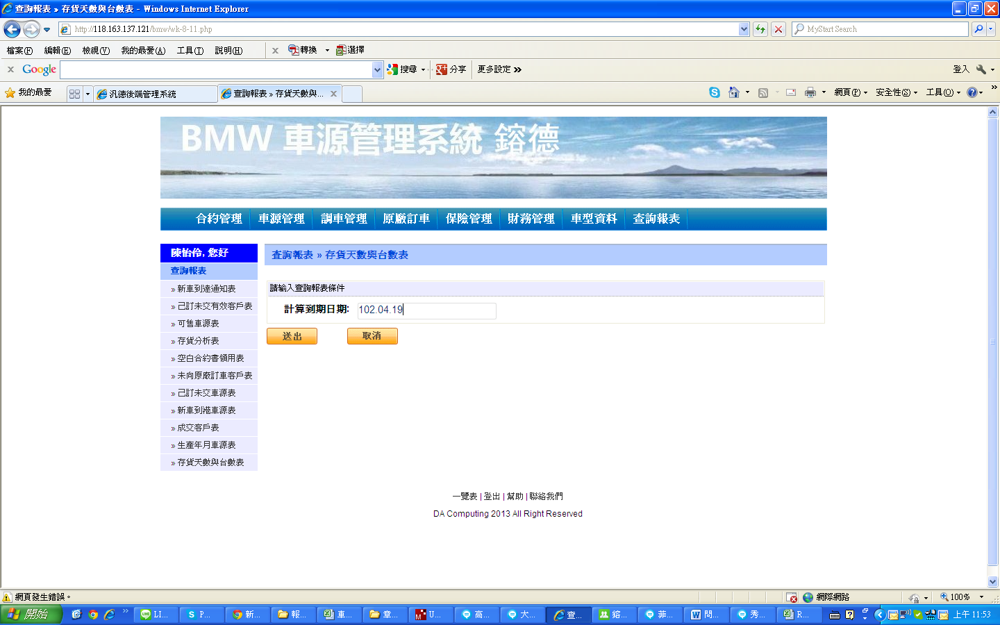 查詢報表 » 存貨天數與台數表 - Windows Internet Explorer
http://118.163.137.121/bmw/wk-8-11.php
MyStart Search
檔案(F) 編輯(E) 檢視(V) 我的最愛(A) 工具(T) 說明(H) x 轉換 選擇
x Google 搜尋 分享 更多設定 » 登入
我的最愛 汎德後端管理系統 查詢報表 » 存貨天數與... 網頁(P) 安全性(S) 工具(O) »
BMW 車源管理系統 鎔德
合約管理 車源管理 調車管理 原廠訂車 保險管理 財務管理 車型資料 查詢報表
陳怡伶, 您好
查詢報表
» 新車到達通知表
» 己訂未交有效客戶表
» 可售車源表
» 存貨分析表
» 空白合約書領用表
» 未向原廠訂車客戶表
» 己訂未交車源表
» 新車到港車源表
» 成交客戶表
» 生產年月車源表
» 存貨天數與台數表
查詢報表 » 存貨天數與台數表
請輸入查詢報表條件
計算到期日期: 102.04.19
送出 取消
一覽表 | 登出 | 幫助 | 聯絡我們
DA Computing 2013 All Right Reserved
網頁發生錯誤。 網際網路 100%
開始 » LI... P... 新... 報... 車... 章... U... 高... 大... 查... 鎔... 菲... 問... 秀... R... 上午 11:53